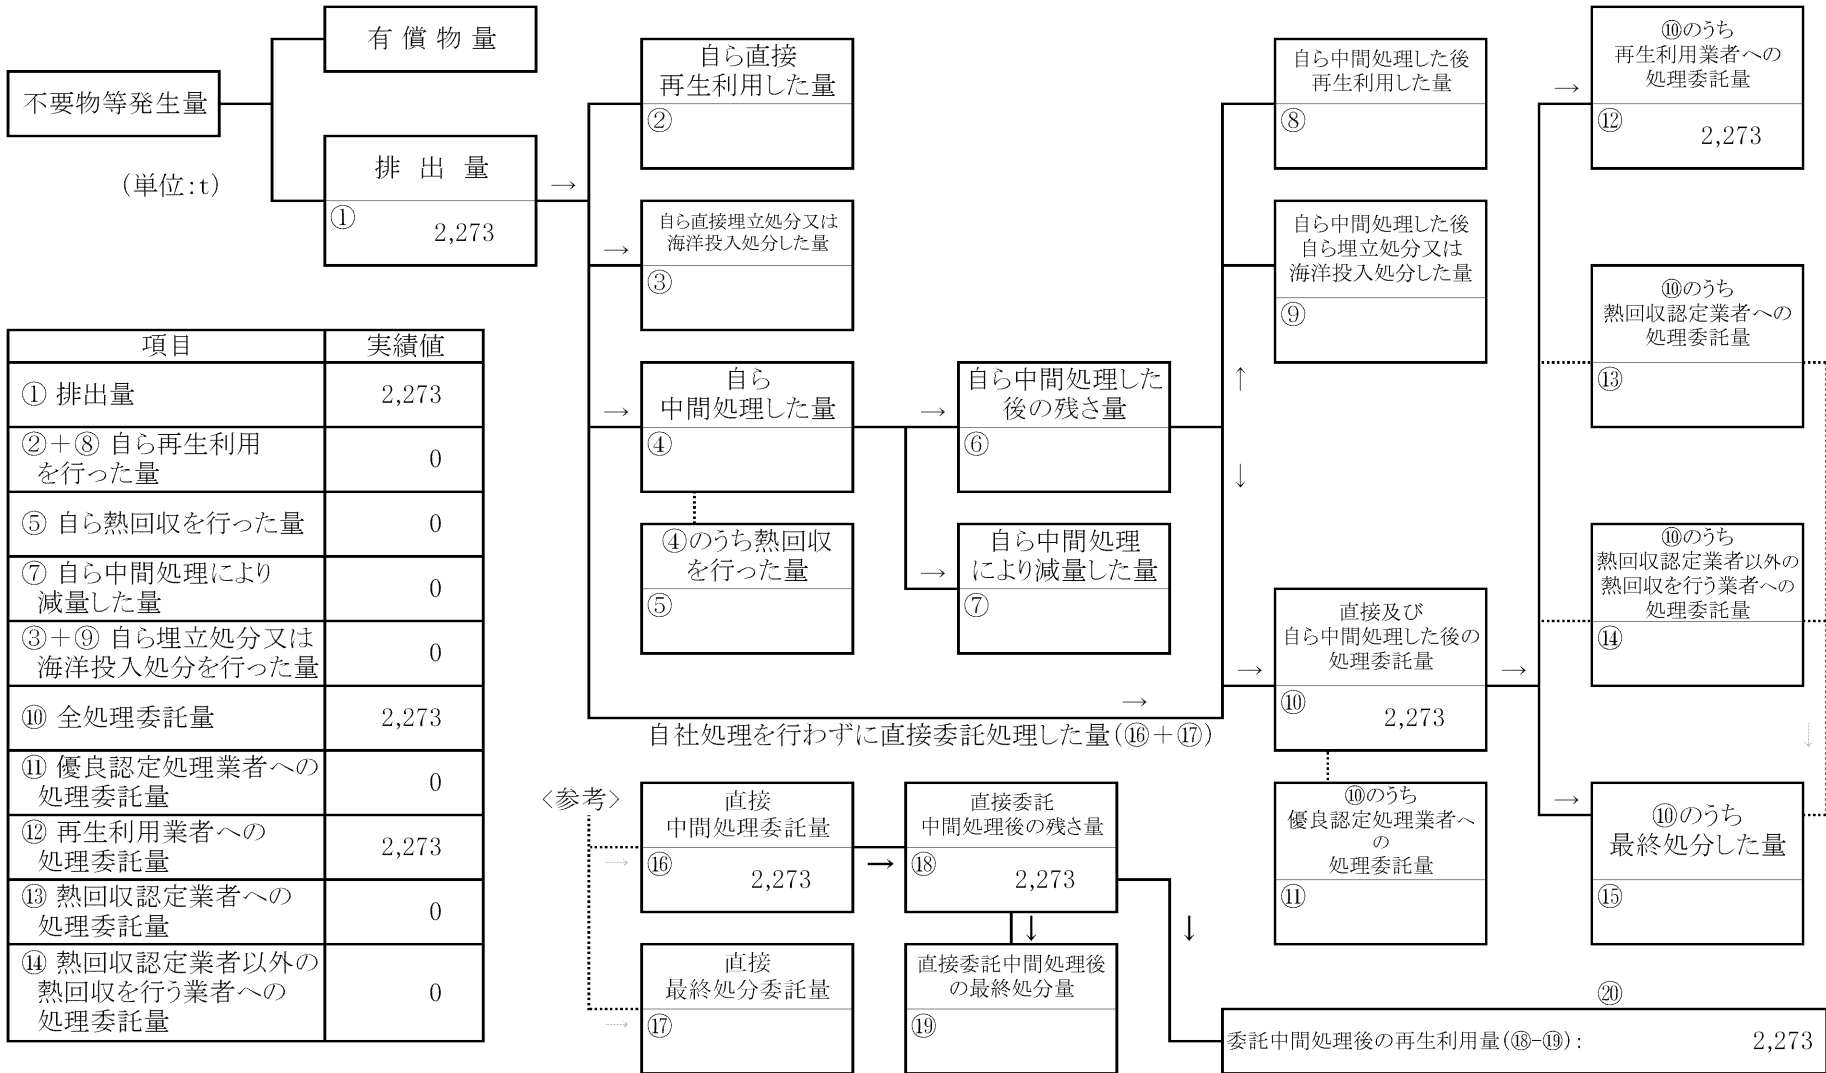 有償物量
不要物等発生量
(単位:t)
排出量
①
2,273
→
自ら直接
再生利用した量
②
→
自ら直接埋立処分又は
海洋投入処分した量
③
→
自ら
中間処理した量
④
④のうち熱回収
を行った量
⑤
→
自ら中間処理した
後の残さ量
⑥
→
自ら中間処理
により減量した量
⑦
自ら中間処理した後
再生利用した量
⑧
自ら中間処理した後
自ら埋立処分又は
海洋投入処分した量
⑨
↑
↓
→
自社処理を行わずに直接委託処理した量(⑯+⑰)
→
直接及び
自ら中間処理した後の
処理委託量
⑩
2,273
→
⑩のうち
優良認定処理業者へ
の
処理委託量
⑪
→
⑩のうち
再生利用業者への
処理委託量
⑫
2,273
⑩のうち
熱回収認定業者への
処理委託量
⑬
⑩のうち
熱回収認定業者以外の
熱回収を行う業者への
処理委託量
⑭
↓
→
⑩のうち
最終処分した量
⑮
項目 実績値
① 排出量 2,273
②+⑧ 自ら再生利用
を行った量 0
⑤ 自ら熱回収を行った量 0
⑦ 自ら中間処理により
減量した量 0
③+⑨ 自ら埋立処分又は
海洋投入処分を行った量 0
⑩ 全処理委託量 2,273
⑪ 優良認定処理業者への
処理委託量 0
⑫ 再生利用業者への
処理委託量 2,273
⑬ 熱回収認定業者への
処理委託量 0
⑭ 熱回収認定業者以外の
熱回収を行う業者への
処理委託量 0
<参考>
→
直接
中間処理委託量
⑯
2,273
→
直接委託
中間処理後の残さ量
⑱
2,273
→
直接
最終処分委託量
⑰
↓
直接委託中間処理後
の最終処分量
⑲
↓
⑳
委託中間処理後の再生利用量(⑱-⑲): 2,273